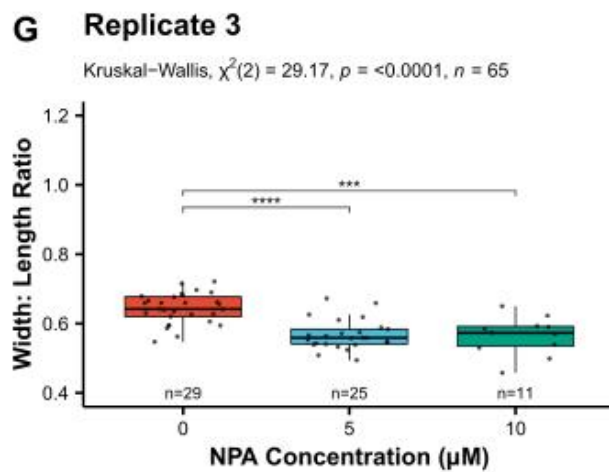 G Replicate 3
Kruskal−Wallis, χ²(2) = 29.17, p = <0.0001, n = 65
1.2
1.0
0.8
0.6
0.4
Width: Length Ratio
***
****
n=29 n=25 n=11
0 5 10
NPA Concentration (µM)